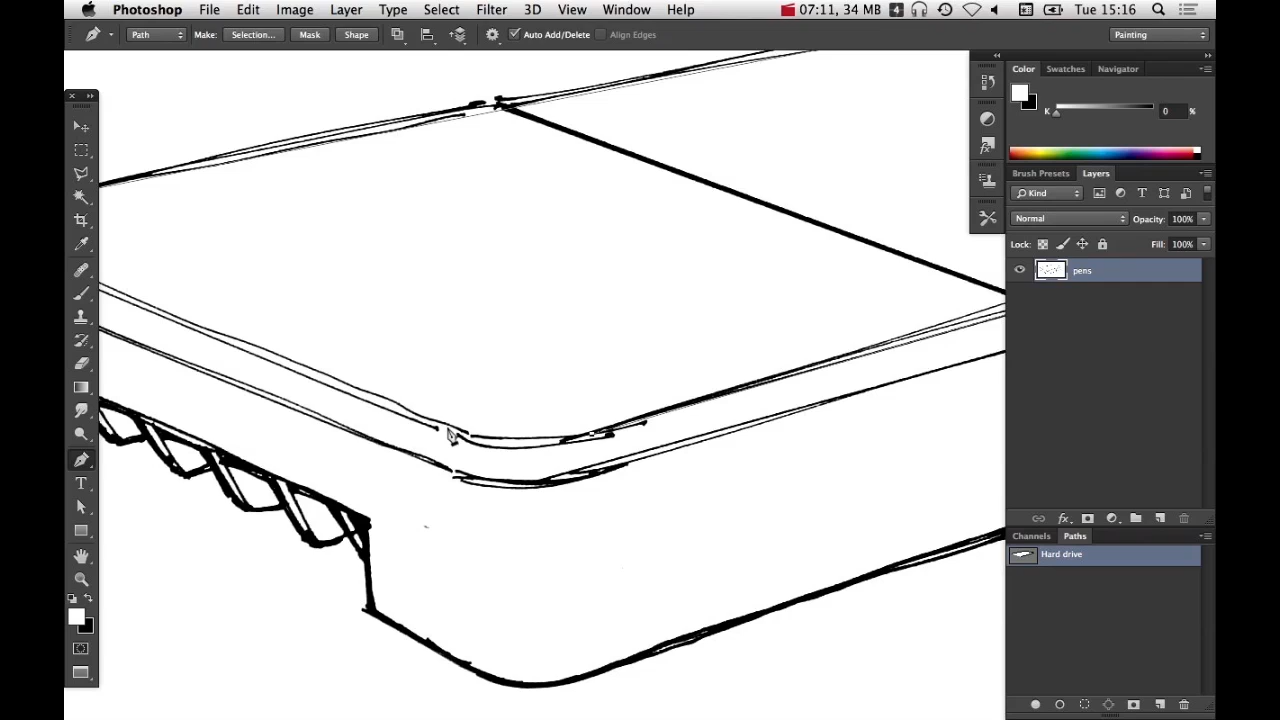 Photoshop File Edit Image Layer Type Select Filter 3D View Window Help 07:11, 34 MB 4 Tue 15:16
Path Make: Selection... Mask Shape Auto Add/Delete Align Edges Painting
Color Swatches Navigator
K 0 %
Brush Presets Layers
Kind
Normal Opacity: 100%
Lock: Fill: 100%
pens
fx
Channels Paths
Hard drive